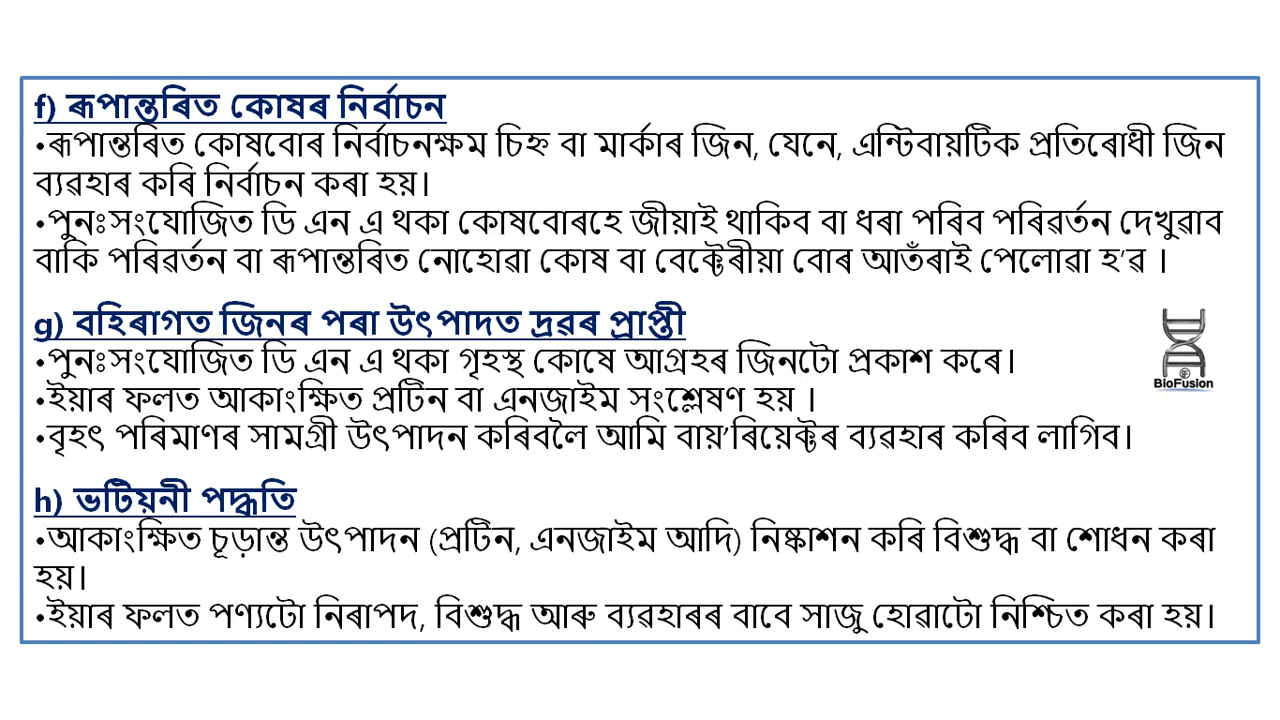 f) ৰূপান্তৰিত কোষৰ নিৰ্বাচন
•ৰূপান্তৰিত কোষবোৰ নিৰ্বাচনক্ষম চিহ্ন বা মাৰ্কাৰ জিন, যেনে, এন্টিবায়টিক প্ৰতিৰোধী জিন
ব্যৱহাৰ কৰি নিৰ্বাচন কৰা হয়।
•পুনঃসংযোজিত ডি এন এ থকা কোষবোৰহে জীয়াই থাকিব বা ধৰা পৰিব পৰিৱৰ্তন দেখুৱাব
বাকি পৰিৱৰ্তন বা ৰূপান্তৰিত নোহোৱা কোষ বা বেক্টেৰীয়া বোৰ আতঁৰাই পেলোৱা হ’ৱ ।
g) বহিৰাগত জিনৰ পৰা উৎপাদত দ্ৰৱৰ প্ৰাপ্তী
•পুনঃসংযোজিত ডি এন এ থকা গৃহস্থ কোষে আগ্ৰহৰ জিনটো প্ৰকাশ কৰে।
•ইয়াৰ ফলত আকাংক্ষিত প্ৰটিন বা এনজাইম সংশ্লেষণ হয় ।
•বৃহৎ পৰিমাণৰ সামগ্ৰী উৎপাদন কৰিবলৈ আমি বায়’ৰিয়েক্টৰ ব্যৱহাৰ কৰিব লাগিব।
BioFusion
h) ভটিয়নী পদ্ধতি
•আকাংক্ষিত চূড়ান্ত উৎপাদন (প্ৰটিন, এনজাইম আদি) নিষ্কাশন কৰি বিশুদ্ধ বা শোধন কৰা
হয়।
•ইয়াৰ ফলত পণ্যটো নিৰাপদ, বিশুদ্ধ আৰু ব্যৱহাৰৰ বাবে সাজু হোৱাটো নিশ্চিত কৰা হয়।